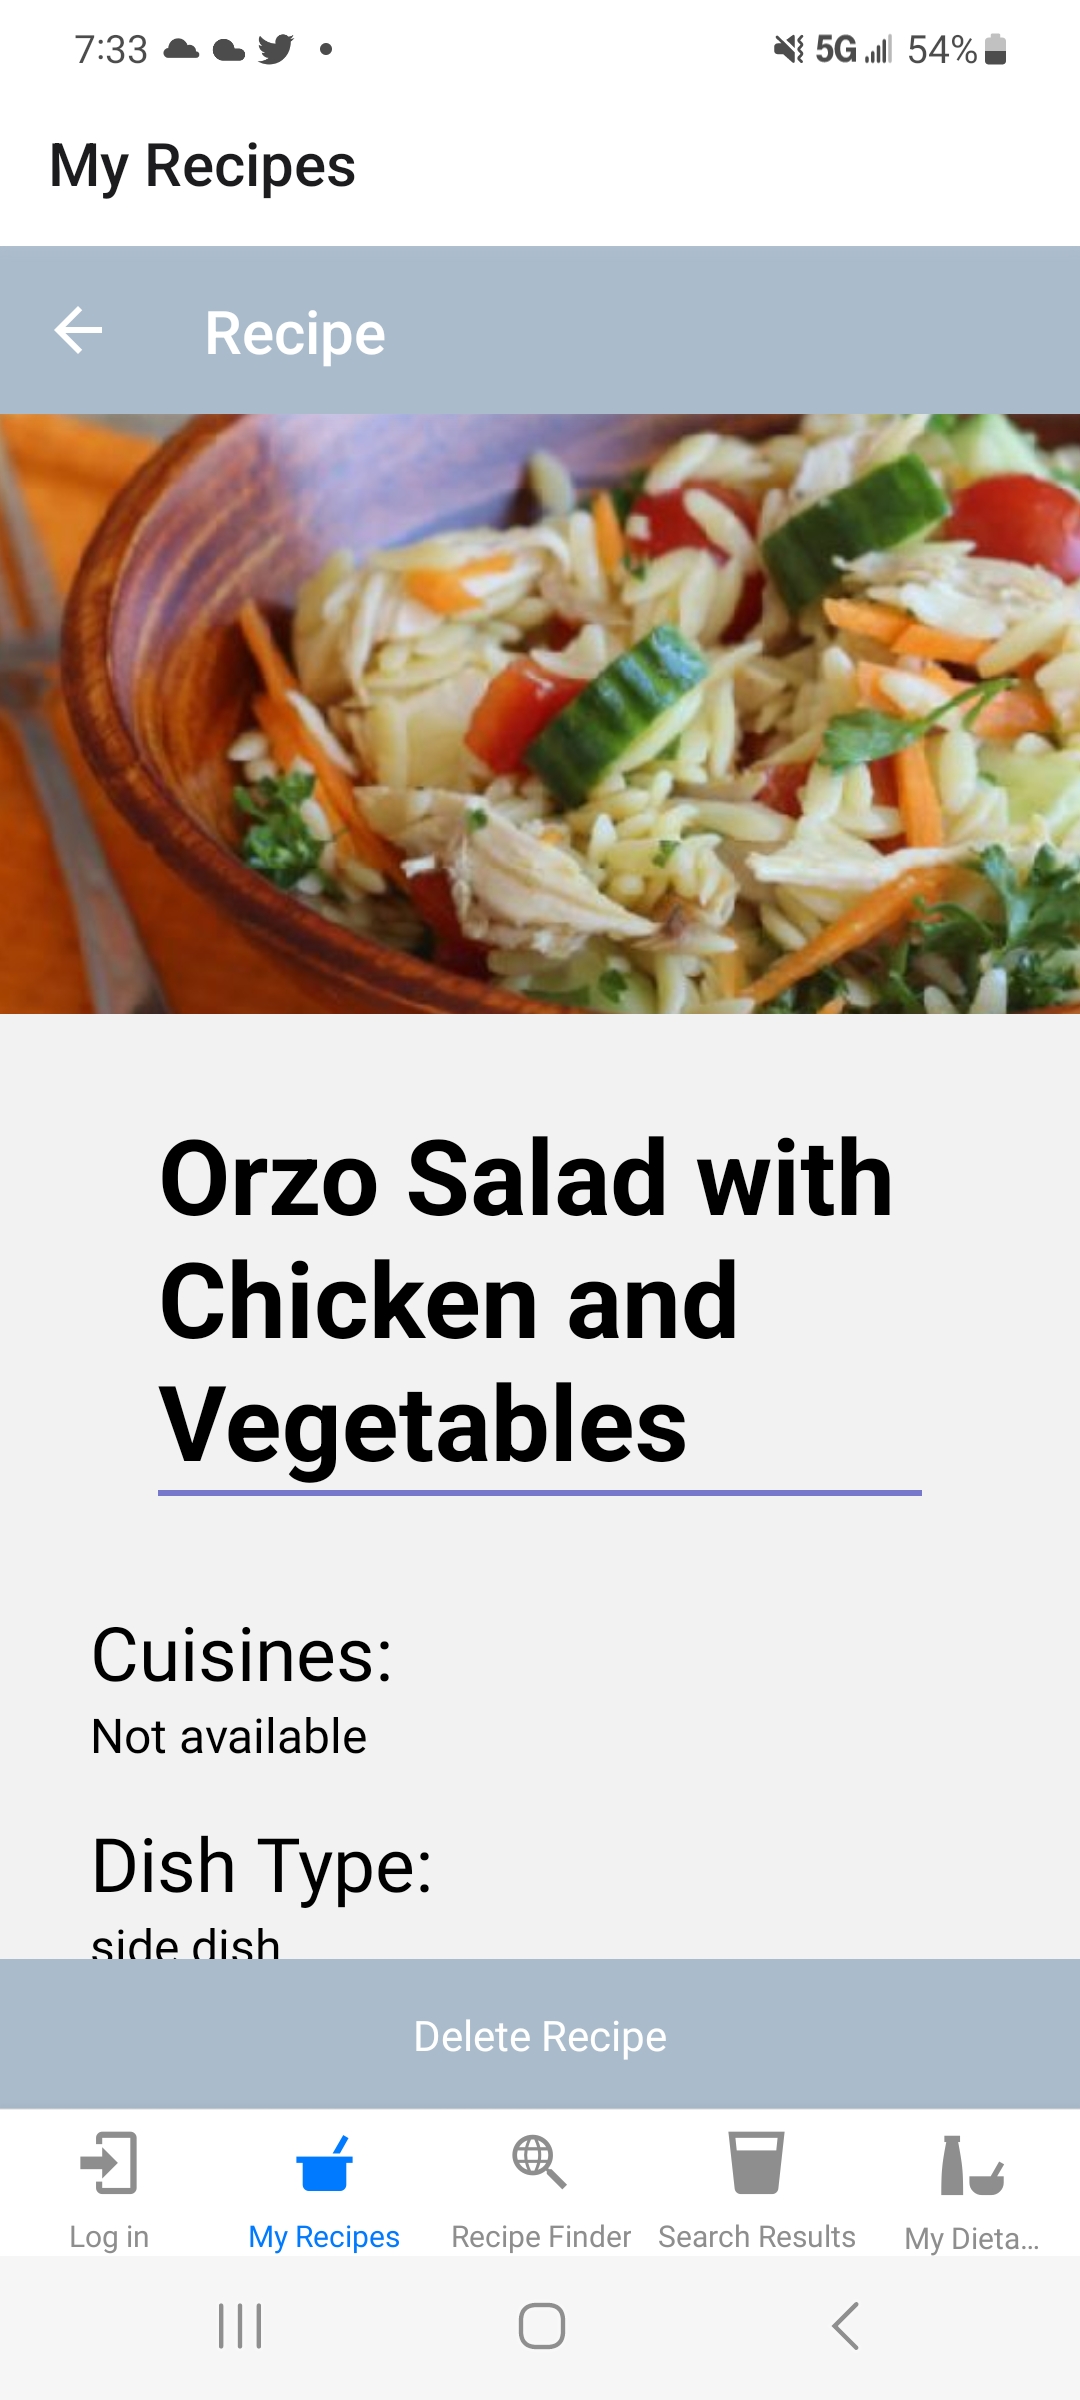 7:33
5G 54%
My Recipes
Recipe
Orzo Salad with
Chicken and
Vegetables
Cuisines:
Not available
Dish Type:
side dish
Delete Recipe
Log in
My Recipes
Recipe Finder
Search Results
My Dieta...